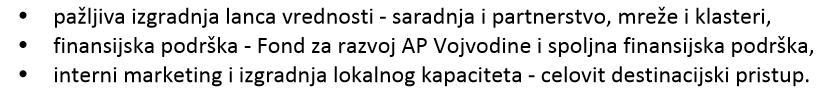 • pažljiva izgradnja lanca vrednosti - saradnja i partnerstvo, mreže i klasteri,
• finansijska podrška - Fond za razvoj AP Vojvodine i spoljna finansijska podrška,
• interni marketing i izgradnja lokalnog kapaciteta - celovit destinacijski pristup.